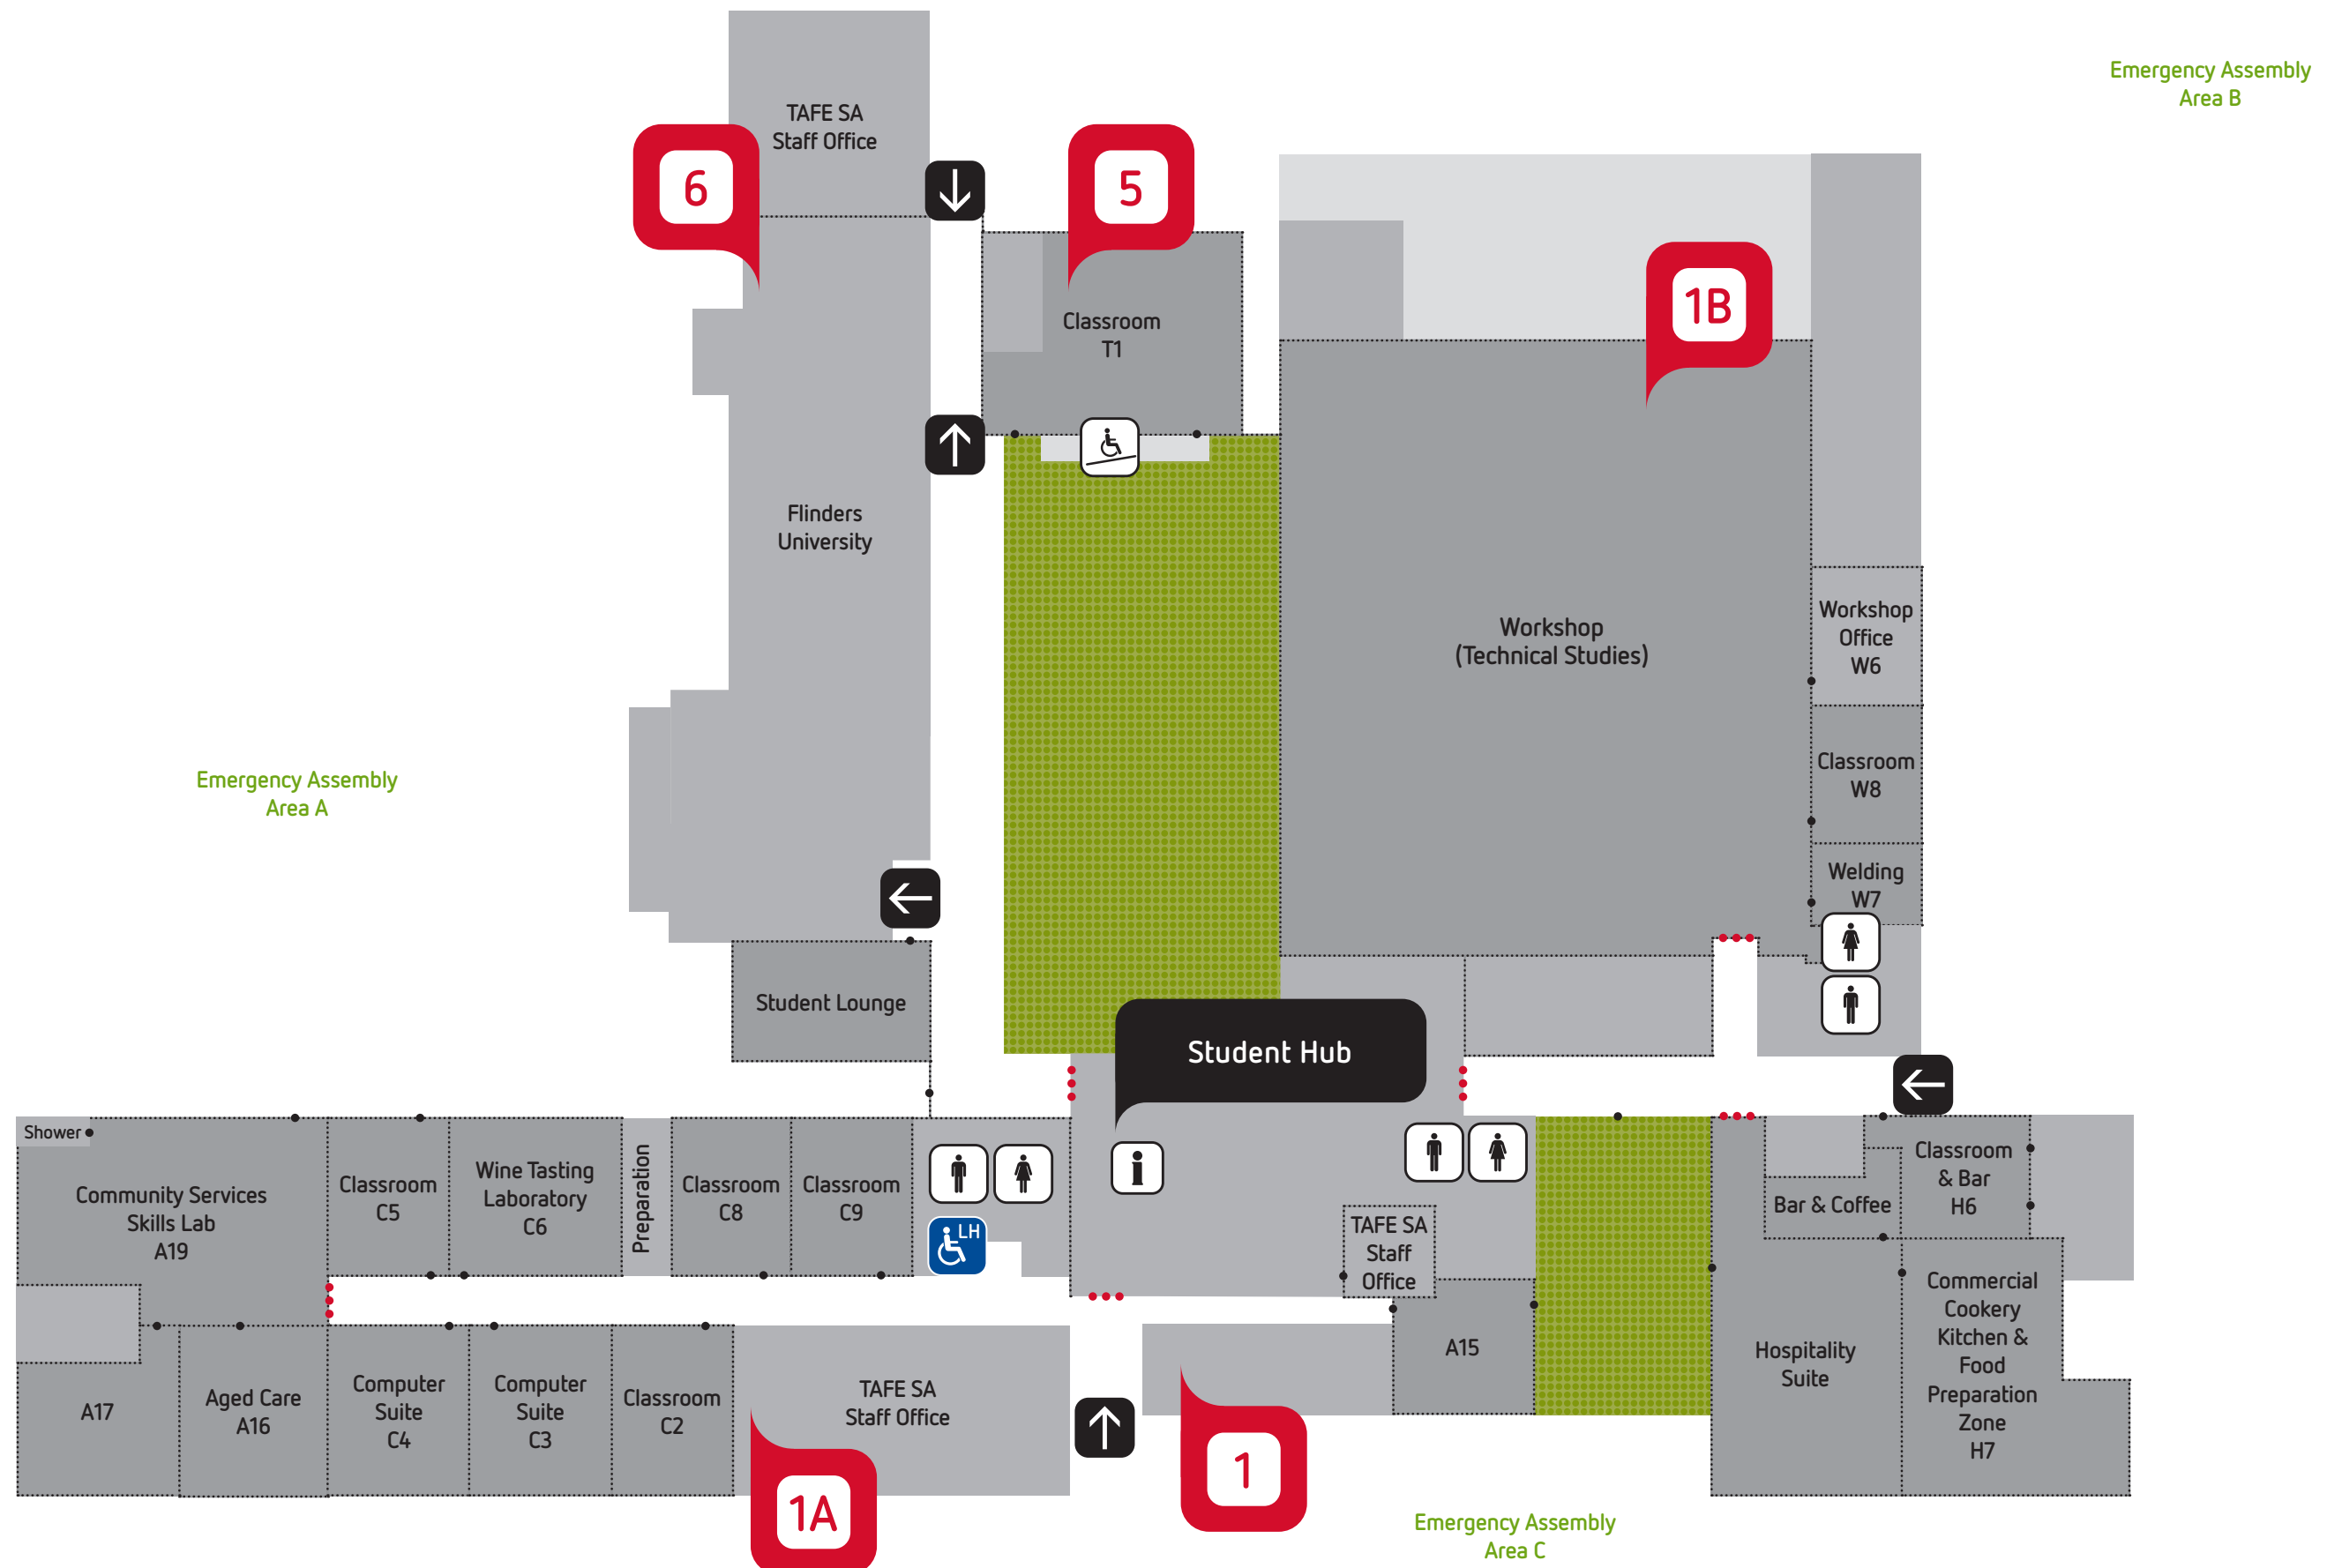 Emergency Assembly
Area B
TAFE SA
Staff Office
6
5
1B
Classroom
T1
Flinders
University
Workshop
(Technical Studies)
Workshop
Office
W6
Classroom
W8
Welding
W7
Emergency Assembly
Area A
Student Lounge
Student Hub
Shower
Community Services
Skills Lab
A19
Classroom
C5
Wine Tasting
Laboratory
C6
Preparation
Classroom
C8
Classroom
C9
LH
i
TAFE SA
Staff
Office
Bar & Coffee
Classroom
& Bar
H6
A17
Aged Care
A16
Computer
Suite
C4
Computer
Suite
C3
Classroom
C2
TAFE SA
Staff Office
A15
Hospitality
Suite
Commercial
Cookery
Kitchen &
Food
Preparation
Zone
H7
1A
1
Emergency Assembly
Area C